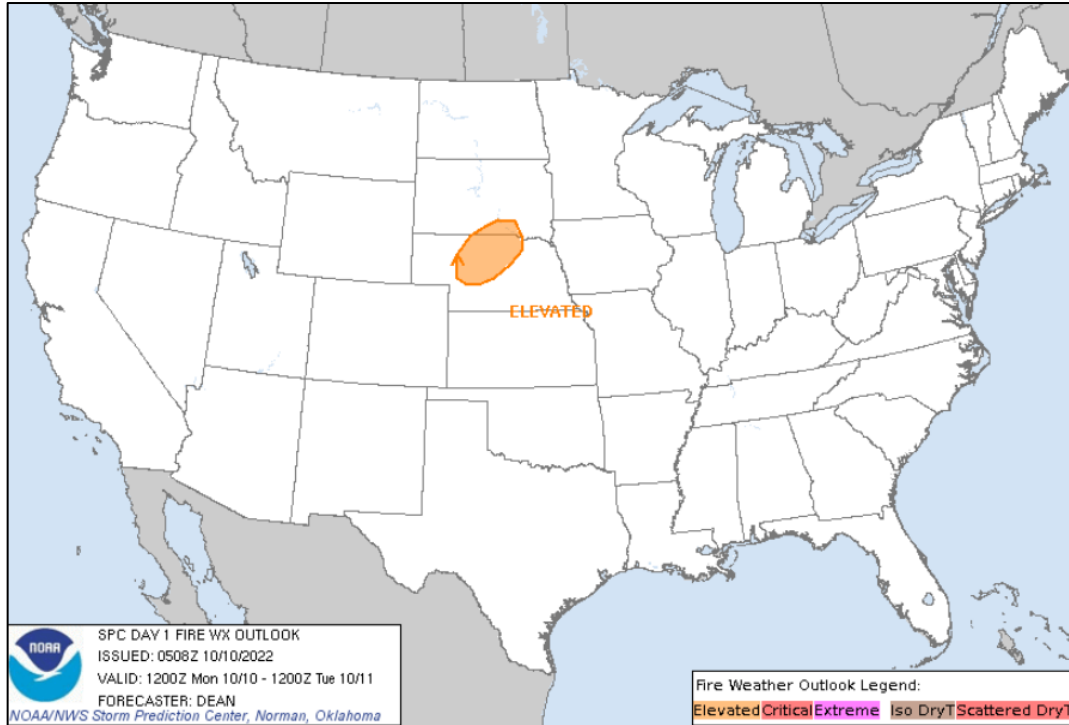 ELEVATED
NOAA
SPC DAY 1 FIRE WX OUTLOOK
ISSUED: 0508Z 10/10/2022
VALID: 1200Z Mon 10/10 - 1200Z Tue 10/11
FORECASTER: DEAN
NOAA/NWS Storm Prediction Center, Norman, Oklahoma
Fire Weather Outlook Legend:
Elevated Critical Extreme Iso DryT Scattered DryT